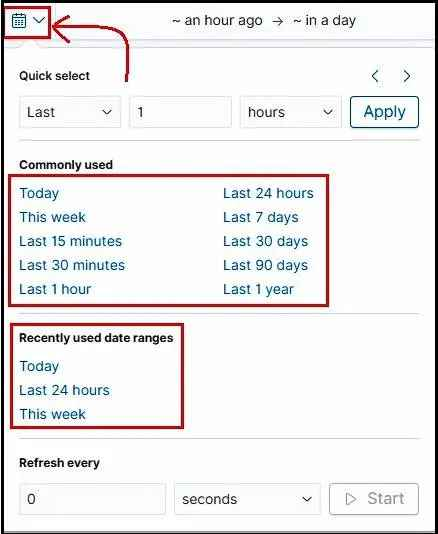 ~ an hour ago → ~ in a day
Quick select
Last 1 hours Apply
Commonly used
Today Last 24 hours
This week Last 7 days
Last 15 minutes Last 30 days
Last 30 minutes Last 90 days
Last 1 hour Last 1 year
Recently used date ranges
Today
Last 24 hours
This week
Refresh every
0 seconds Start